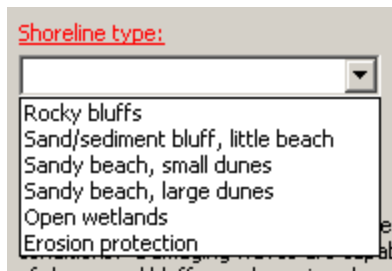 Shoreline type:
Rocky bluffs
Sand/sediment bluff, little beach
Sandy beach, small dunes
Sandy beach, large dunes
Open wetlands
Erosion protection